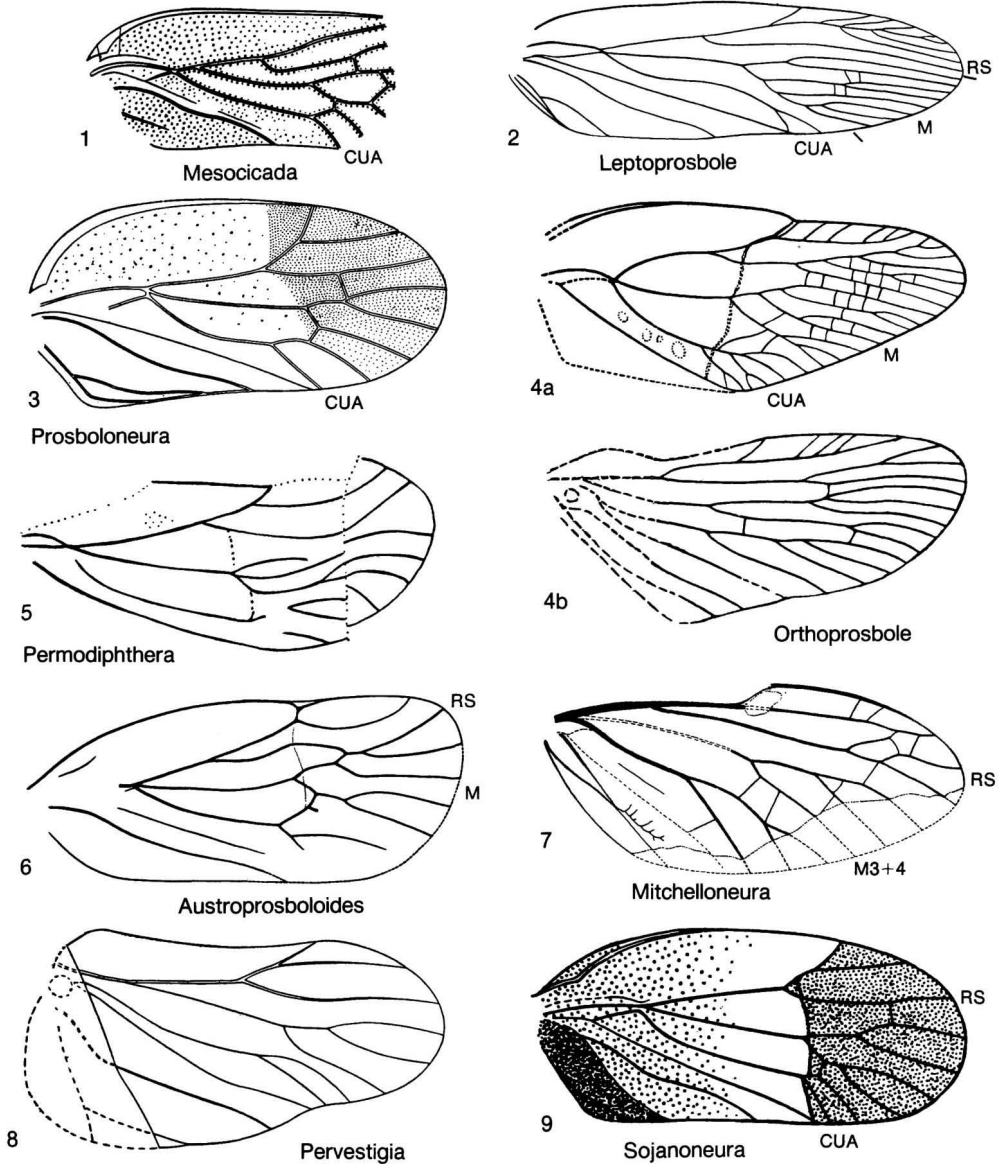 1
CUA
Mesocicada
2
RS
M
CUA
Leptoprosbole
3
CUA
Prosboloneura
4a
M
CUA
5
Permodiphthera
4b
Orthoprosbole
6
RS
M
Austroprosboloides
7
RS
M3+4
Mitchelloneura
8
Pervestigia
9
RS
CUA
Sojanoneura